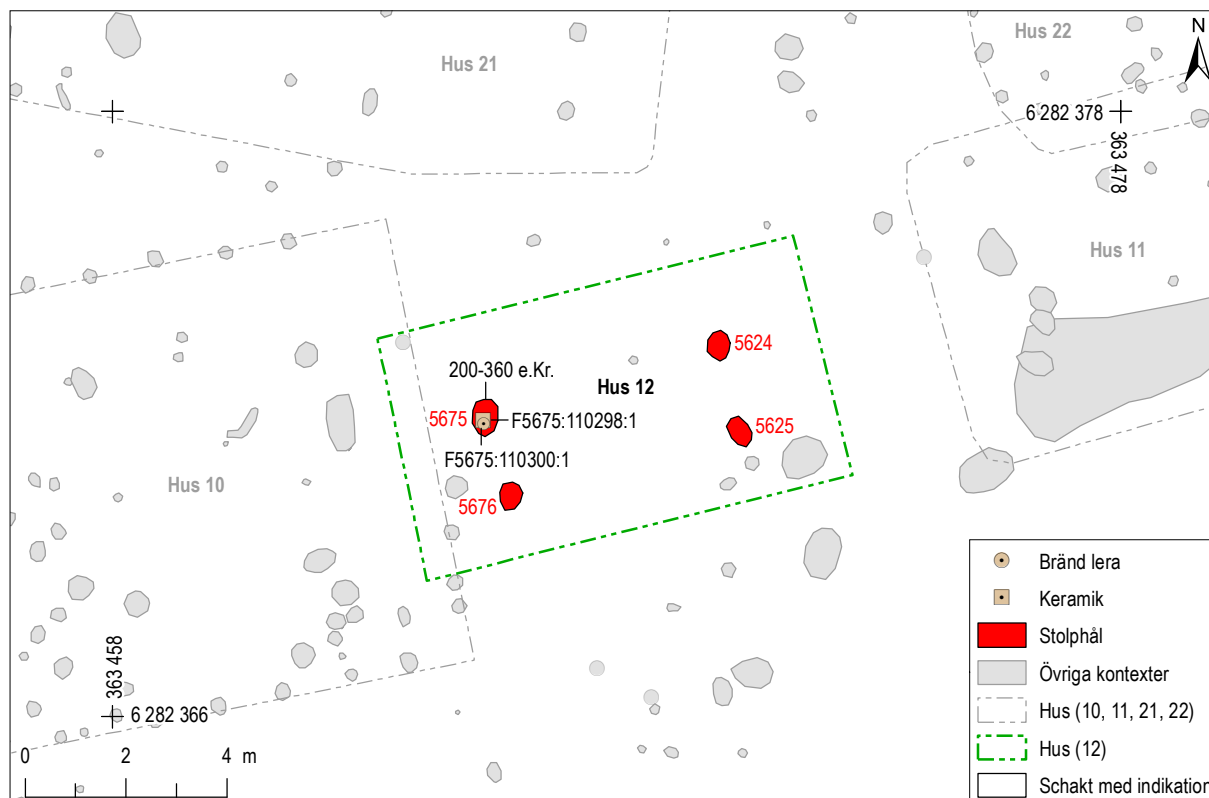 Hus 22
N
Hus 21
6 282 378
363 478
Hus 11
5624
200-360 e.Kr.
Hus 12
5675
F5675:110298:1
5625
F5675:110300:1
Hus 10
5676
363 458
6 282 366
0 2 4 m
Bränd lera
Keramik
Stolphål
Övriga kontexter
Hus (10, 11, 21, 22)
Hus (12)
Schakt med indikation